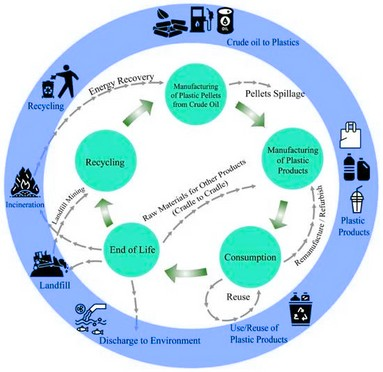 Crude oil to Plastics
Energy Recovery
Manufacturing
of Plastic Pellets
from Crude Oil
Pellets Spillage
Recycling
Manufacturing
of Plastic
Products
Recycling
Raw Materials for Other Products
(Cradle to Cradle)
Landfill Mining
Incineration
Remanufacture / Refurbish
Plastic
Products
End of Life
Consumption
Landfill
Reuse
Use/Reuse of
Plastic Products
Discharge to Environment